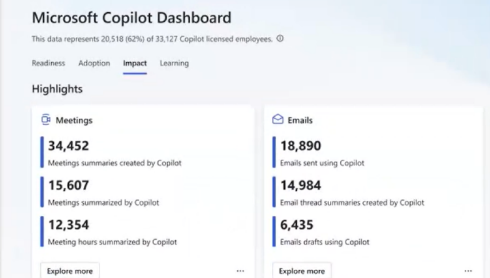 Microsoft Copilot Dashboard
This data represents 20,518 (62%) of 33,127 Copilot licensed employees.
Readiness Adoption Impact Learning
Highlights
Meetings
34,452
Meetings summaries created by Copilot
15,607
Meetings summarized by Copilot
12,354
Meeting hours summarized by Copilot
Explore more
Emails
18,890
Emails sent using Copilot
14,984
Email thread summaries created by Copilot
6,435
Emails drafts using Copilot
Explore more